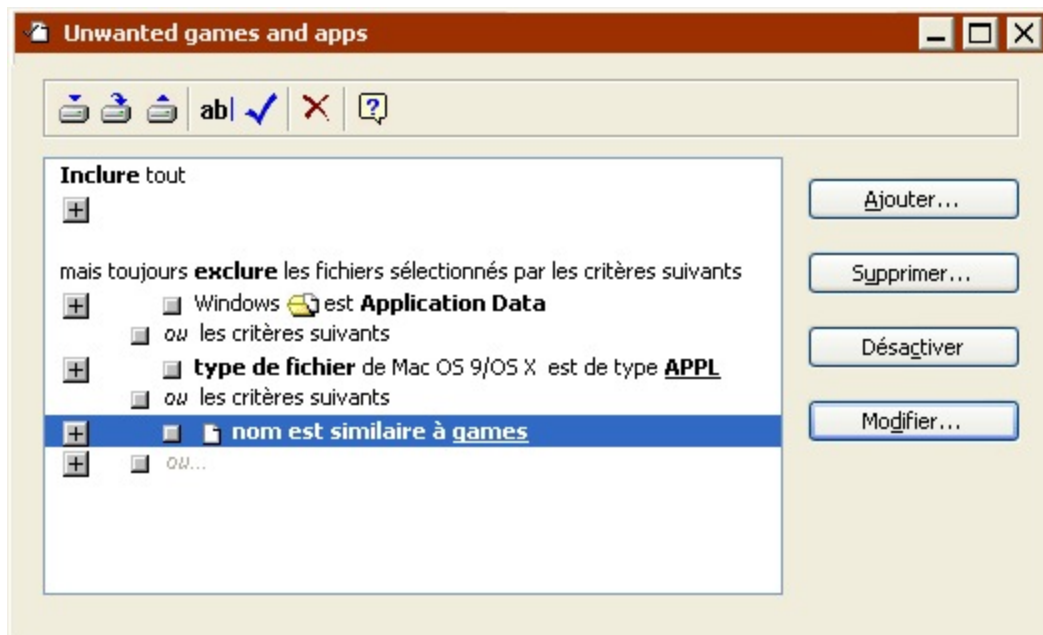 Unwanted games and apps
ab|
Inclure tout
mais toujours exclure les fichiers sélectionnés par les critères suivants
Windows est Application Data
ou les critères suivants
type de fichier de Mac OS 9/OS X est de type APPL
ou les critères suivants
nom est similaire à games
ou...
Ajouter...
Supprimer...
Désactiver
Modifier...